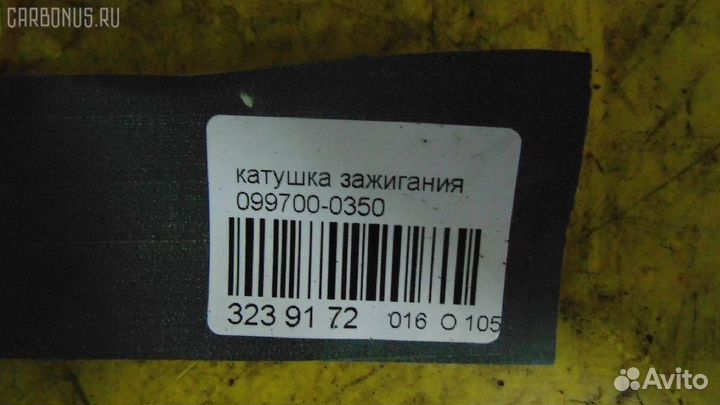 CARBONUS.RU
катушка зажигания
099700-0350
323 91 72 016 O 105
Avito